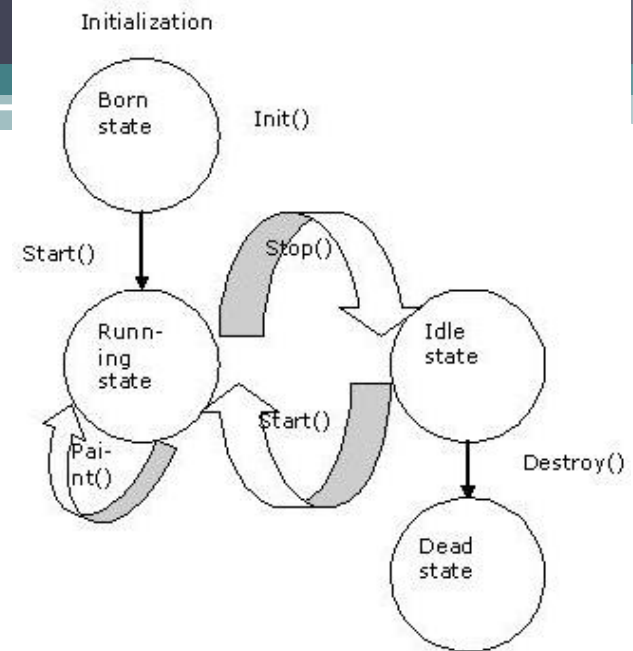 Initialization
Born
state
Init()
Start()
Stop()
Runn-
ing
state
Idle
state
Start()
Pai-
nt()
Destroy()
Dead
state